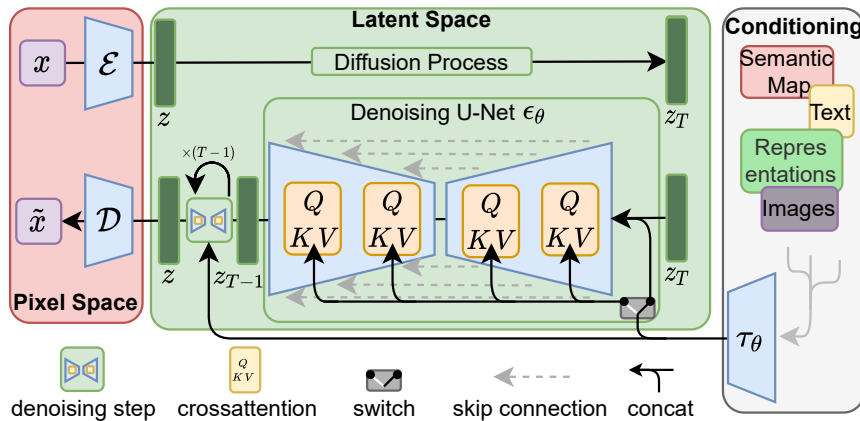 Latent Space
Conditioning
x
ℰ
Diffusion Process
Semantic
Map
z
Denoising U-Net ϵ_θ
z_T
Text
×(T−1)
Repres
entations
Q
KV
Q
KV
Q
KV
Q
KV
Images
x̃
𝒟
z
z_{T−1}
z_T
Pixel Space
τ_θ
Q
KV
denoising step
crossattention
switch
skip connection
concat